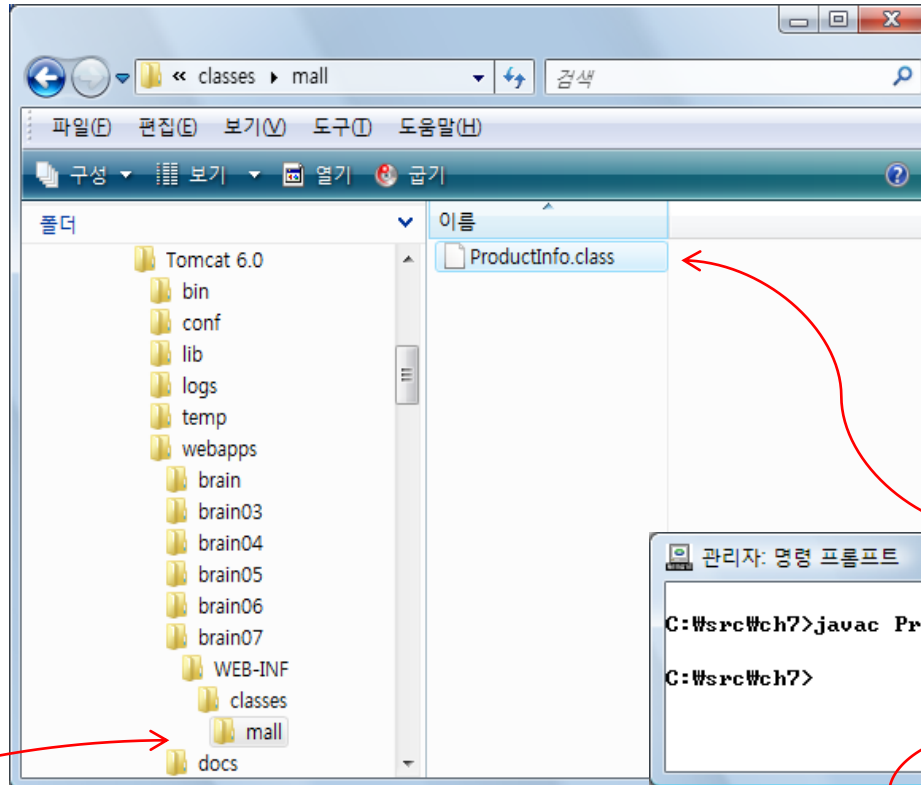 « classes ▸ mall
검색
파일(F) 편집(E) 보기(V) 도구(T) 도움말(H)
구성 보기 열기 굽기
폴더
이름
Tomcat 6.0
bin
conf
lib
logs
temp
webapps
brain
brain03
brain04
brain05
brain06
brain07
WEB-INF
classes
mall
docs
ProductInfo.class
관리자: 명령 프롬프트
C:₩src₩ch7>javac Pr
C:₩src₩ch7>